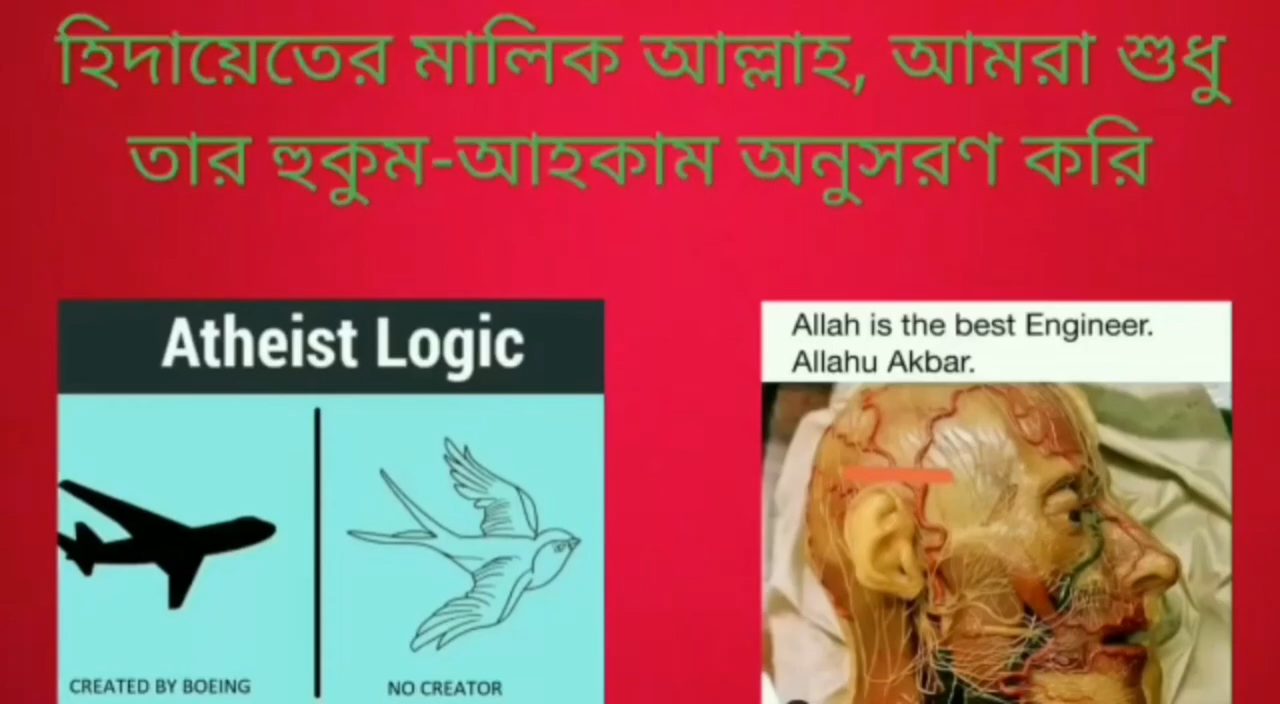 হিদায়েতের মালিক আল্লাহ, আমরা শুধু
তার হুকুম-আহকাম অনুসরণ করি
Atheist Logic
CREATED BY BOEING
NO CREATOR
Allah is the best Engineer.
Allahu Akbar.